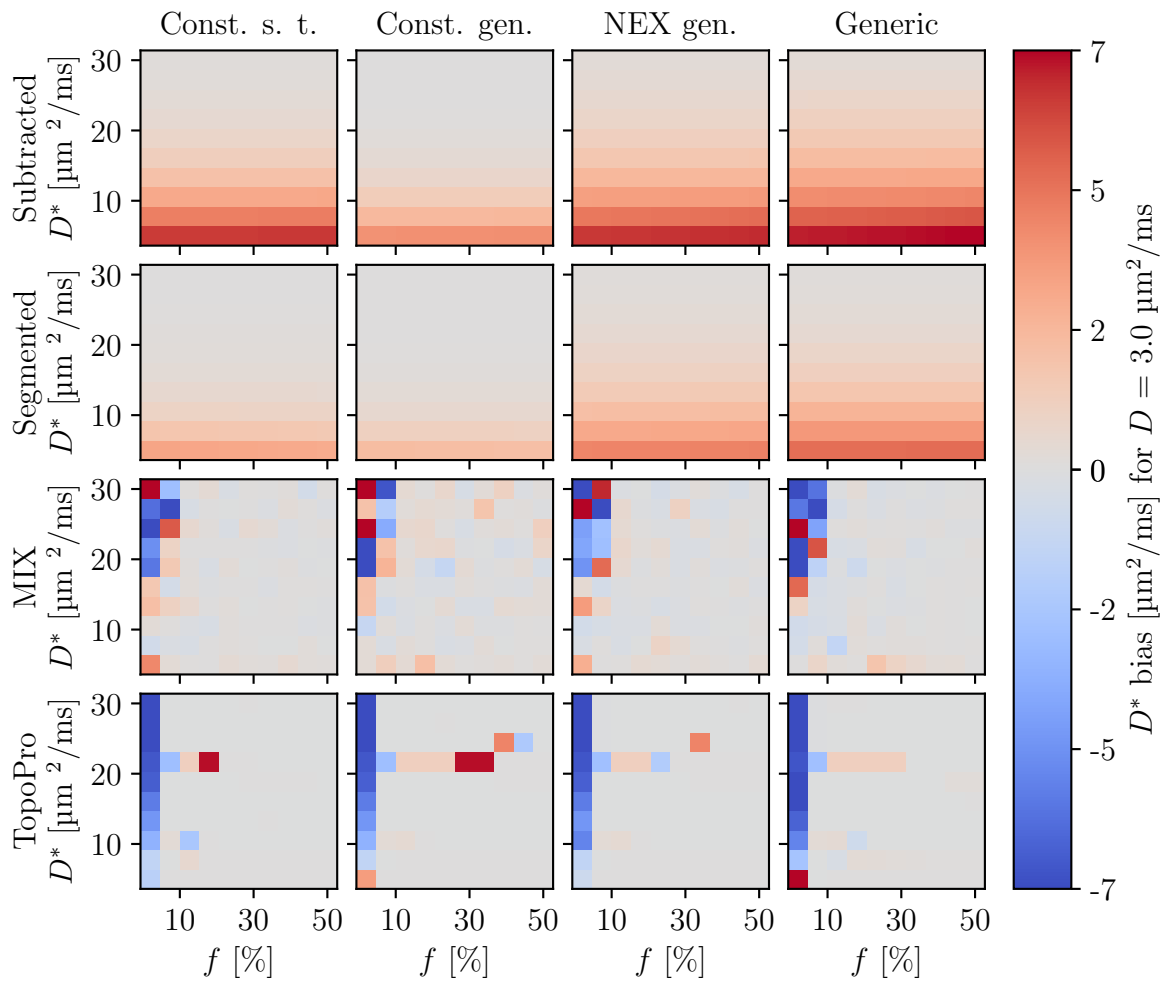 Const. s. t. Const. gen. NEX gen. Generic
Subtracted
D* [µm ²/ms]
30
20
10
Segmented
D* [µm ²/ms]
30
20
10
MIX
D* [µm ²/ms]
30
20
10
TopoPro
D* [µm ²/ms]
30
20
10
10 30 50 10 30 50 10 30 50 10 30 50
f [%] f [%] f [%] f [%]
7
5
2
0
-2
-5
-7
D* bias [µm²/ms] for D = 3.0 µm²/ms